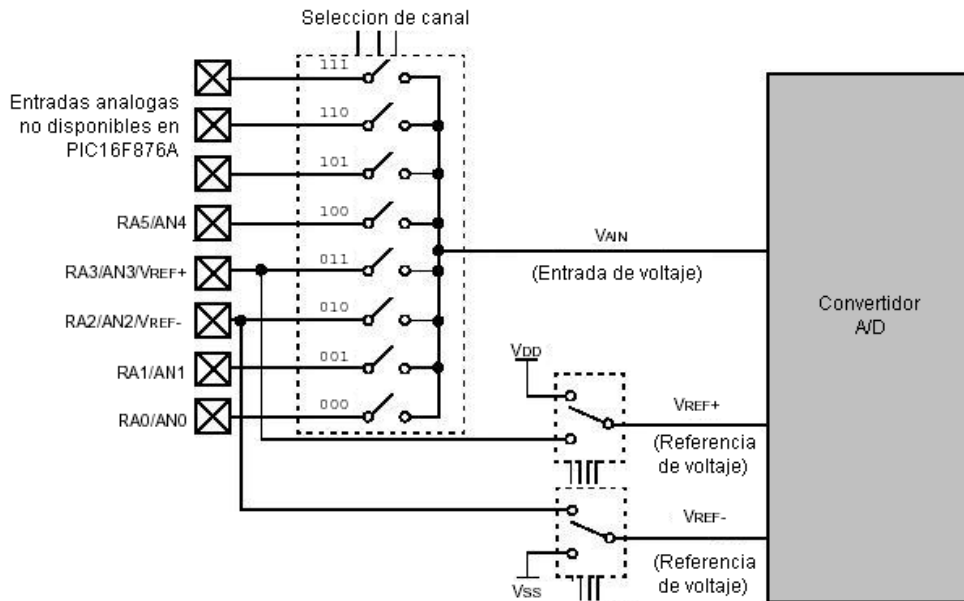 Seleccion de canal
111
Entradas analogas
no disponibles en
PIC16F876A
110
101
RA5/AN4
100
RA3/AN3/VREF+
011
RA2/AN2/VREF-
010
RA1/AN1
001
RA0/AN0
000
VAIN
(Entrada de voltaje)
Convertidor
A/D
VDD
VREF+
(Referencia
de voltaje)
VREF-
(Referencia
de voltaje)
VSS